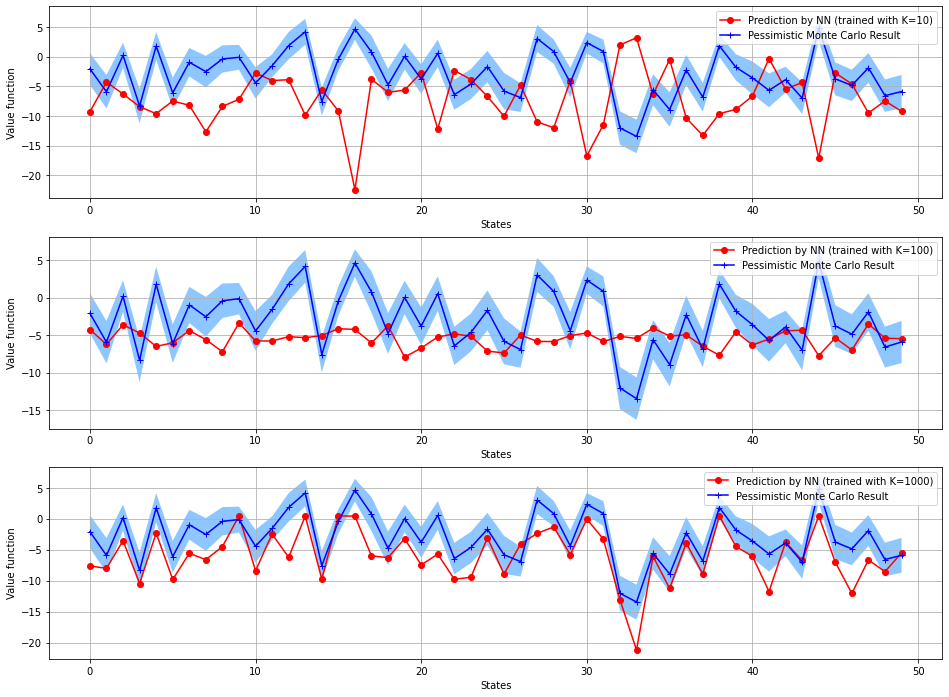 Prediction by NN (trained with K=10)
Pessimistic Monte Carlo Result
Value function
5
0
−5
−10
−15
−20
0 10 20 30 40 50
States
Prediction by NN (trained with K=100)
Pessimistic Monte Carlo Result
Value function
5
0
−5
−10
−15
0 10 20 30 40 50
States
Prediction by NN (trained with K=1000)
Pessimistic Monte Carlo Result
Value function
5
0
−5
−10
−15
−20
0 10 20 30 40 50
States